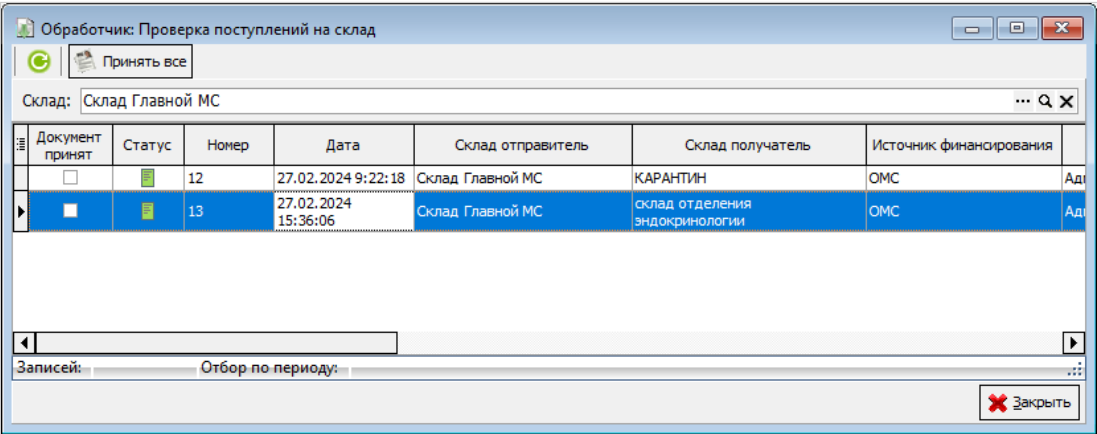 Обработчик: Проверка поступлений на склад
Принять все
Склад: Склад Главной МС
Документ принят Статус Номер Дата Склад отправитель Склад получатель Источник финансирования
12 27.02.2024 9:22:18 Склад Главной МС КАРАНТИН ОМС Ад
13 27.02.2024 15:36:06 Склад Главной МС склад отделения эндокринологии ОМС Ад
Записей: Отбор по периоду:
Закрыть